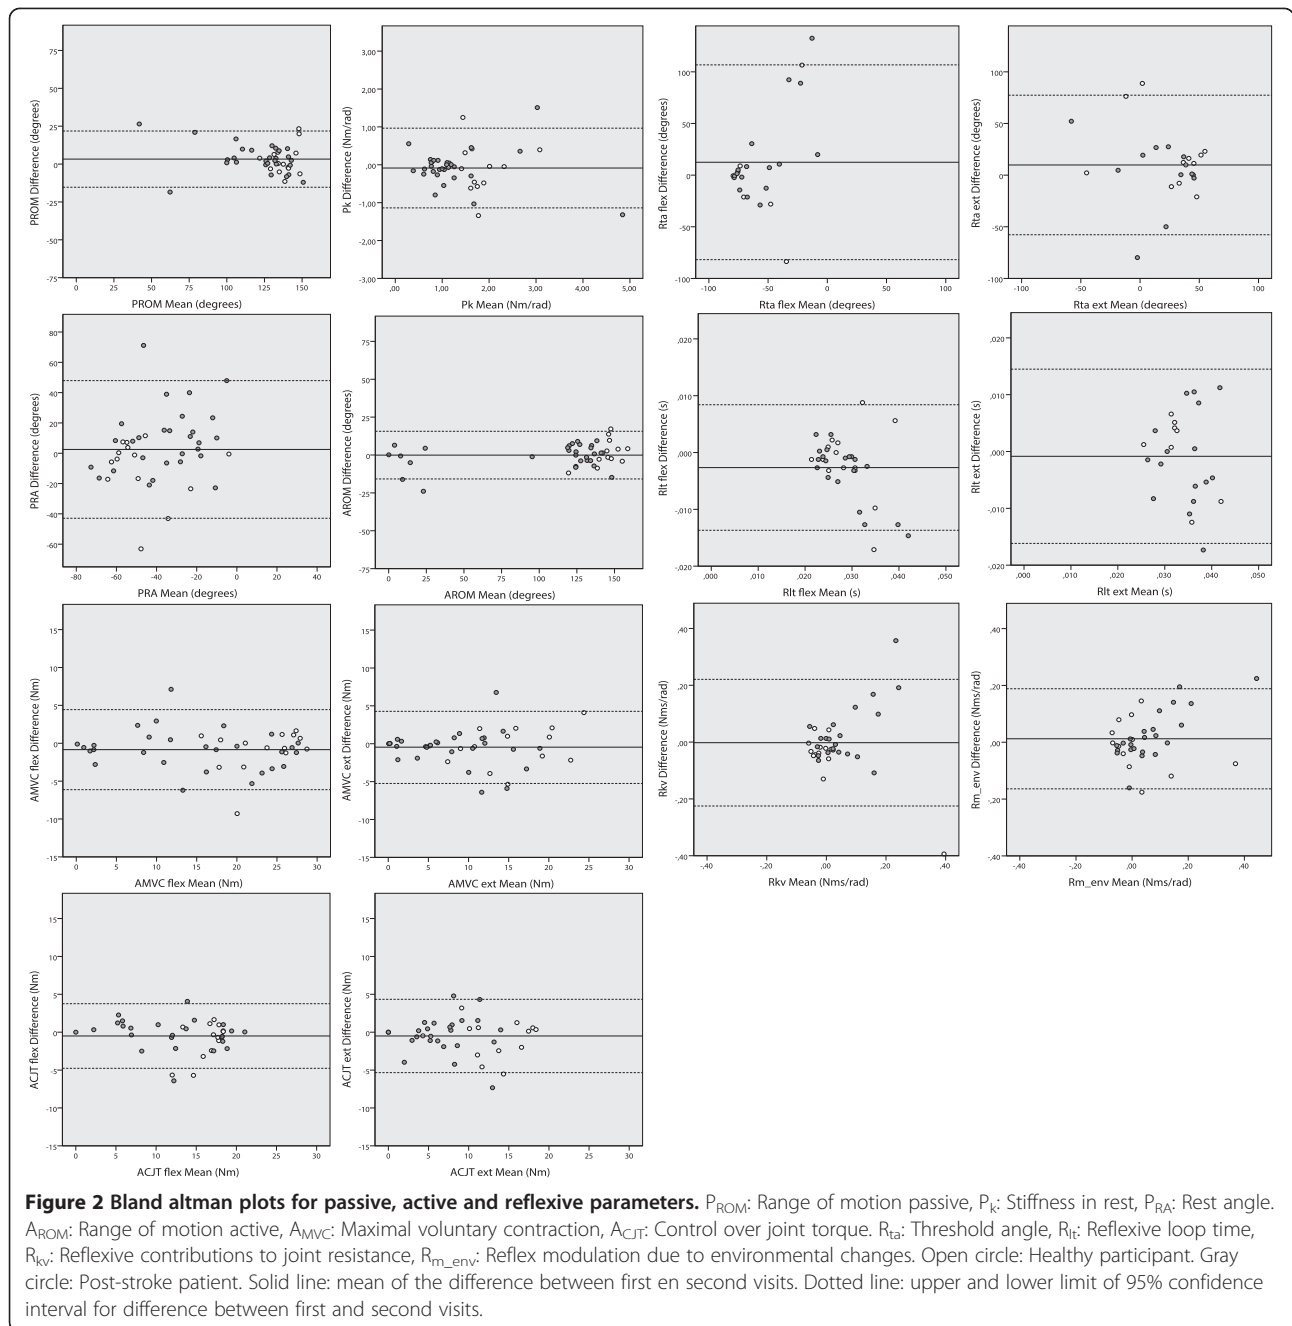 75
50
25
0
-25
-50
-75
PROM Difference (degrees)
0 25 50 75 100 125 150
PROM Mean (degrees)
3,00
2,00
1,00
,00
-1,00
-2,00
-3,00
Pk Difference (Nm/rad)
,00 1,00 2,00 3,00 4,00 5,00
Pk Mean (Nm/rad)
100
50
0
-50
-100
Rta flex Difference (degrees)
-100 -50 0 50 100
Rta flex Mean (degrees)
100
50
0
-50
-100
Rta ext Difference (degrees)
-100 -50 0 50 100
Rta ext Mean (degrees)
80
60
40
20
0
-20
-40
-60
PRA Difference (degrees)
-80 -60 -40 -20 0 20 40
PRA Mean (degrees)
75
50
25
0
-25
-50
-75
AROM Difference (degrees)
0 25 50 75 100 125 150
AROM Mean (degrees)
,020
,010
,000
-,010
-,020
Rlt flex Difference (s)
,000 ,010 ,020 ,030 ,040 ,050
Rlt flex Mean (s)
,020
,010
,000
-,010
-,020
Rlt ext Difference (s)
,000 ,010 ,020 ,030 ,040 ,050
Rlt ext Mean (s)
15
10
5
0
-5
-10
-15
AMVC flex Difference (Nm)
0 5 10 15 20 25 30
AMVC flex Mean (Nm)
15
10
5
0
-5
-10
-15
AMVC ext Difference (Nm)
0 5 10 15 20 25 30
AMVC ext Mean (Nm)
,40
,20
,00
-,20
-,40
Rkv Difference (Nms/rad)
-,40 -,20 ,00 ,20 ,40
Rkv Mean (Nms/rad)
,40
,20
,00
-,20
-,40
Rm_env Difference (Nms/rad)
-,40 ,20 ,00 ,20 ,40
Rm_env Mean (Nms/rad)
15
10
5
0
-5
-10
-15
ACJT flex Difference (Nm)
0 5 10 15 20 25 30
ACJT flex Mean (Nm)
15
10
5
0
-5
-10
-15
ACJT ext Difference (Nm)
0 5 10 15 20 25 30
ACJT ext Mean (Nm)
Figure 2 Bland altman plots for passive, active and reflexive parameters. PROM: Range of motion passive, Pk: Stiffness in rest, PRA: Rest angle.
AROM: Range of motion active, AMVC: Maximal voluntary contraction, ACJT: Control over joint torque. Rta: Threshold angle, Rlt: Reflexive loop time,
Rkv: Reflexive contributions to joint resistance, Rm_env: Reflex modulation due to environmental changes. Open circle: Healthy participant. Gray
circle: Post-stroke patient. Solid line: mean of the difference between first en second visits. Dotted line: upper and lower limit of 95% confidence
interval for difference between first and second visits.